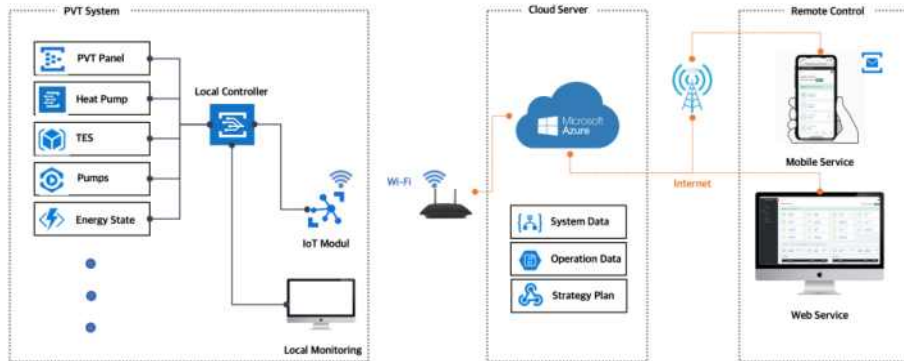 PVT System
PVT Panel
Heat Pump
TES
Pumps
Energy State
Local Controller
IoT Modul
Local Monitoring
Wi-Fi
Cloud Server
Microsoft
Azure
System Data
Operation Data
Strategy Plan
Internet
Remote Control
Mobile Service
Web Service